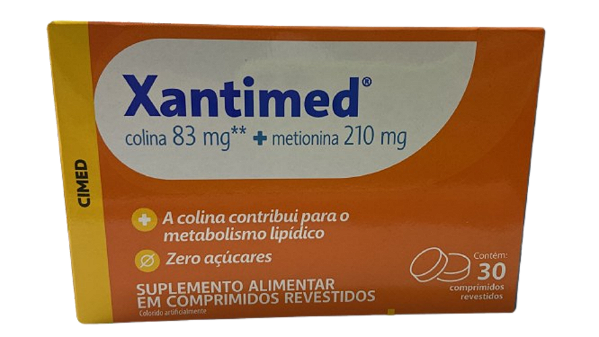 CIMED
Xantimed®
colina 83 mg** + metionina 210 mg
A colina contribui para o
metabolismo lipídico
Zero açúcares
SUPLEMENTO ALIMENTAR
EM COMPRIMIDOS REVESTIDOS
Colorido artificialmente
Contém:
30
comprimidos
revestidos